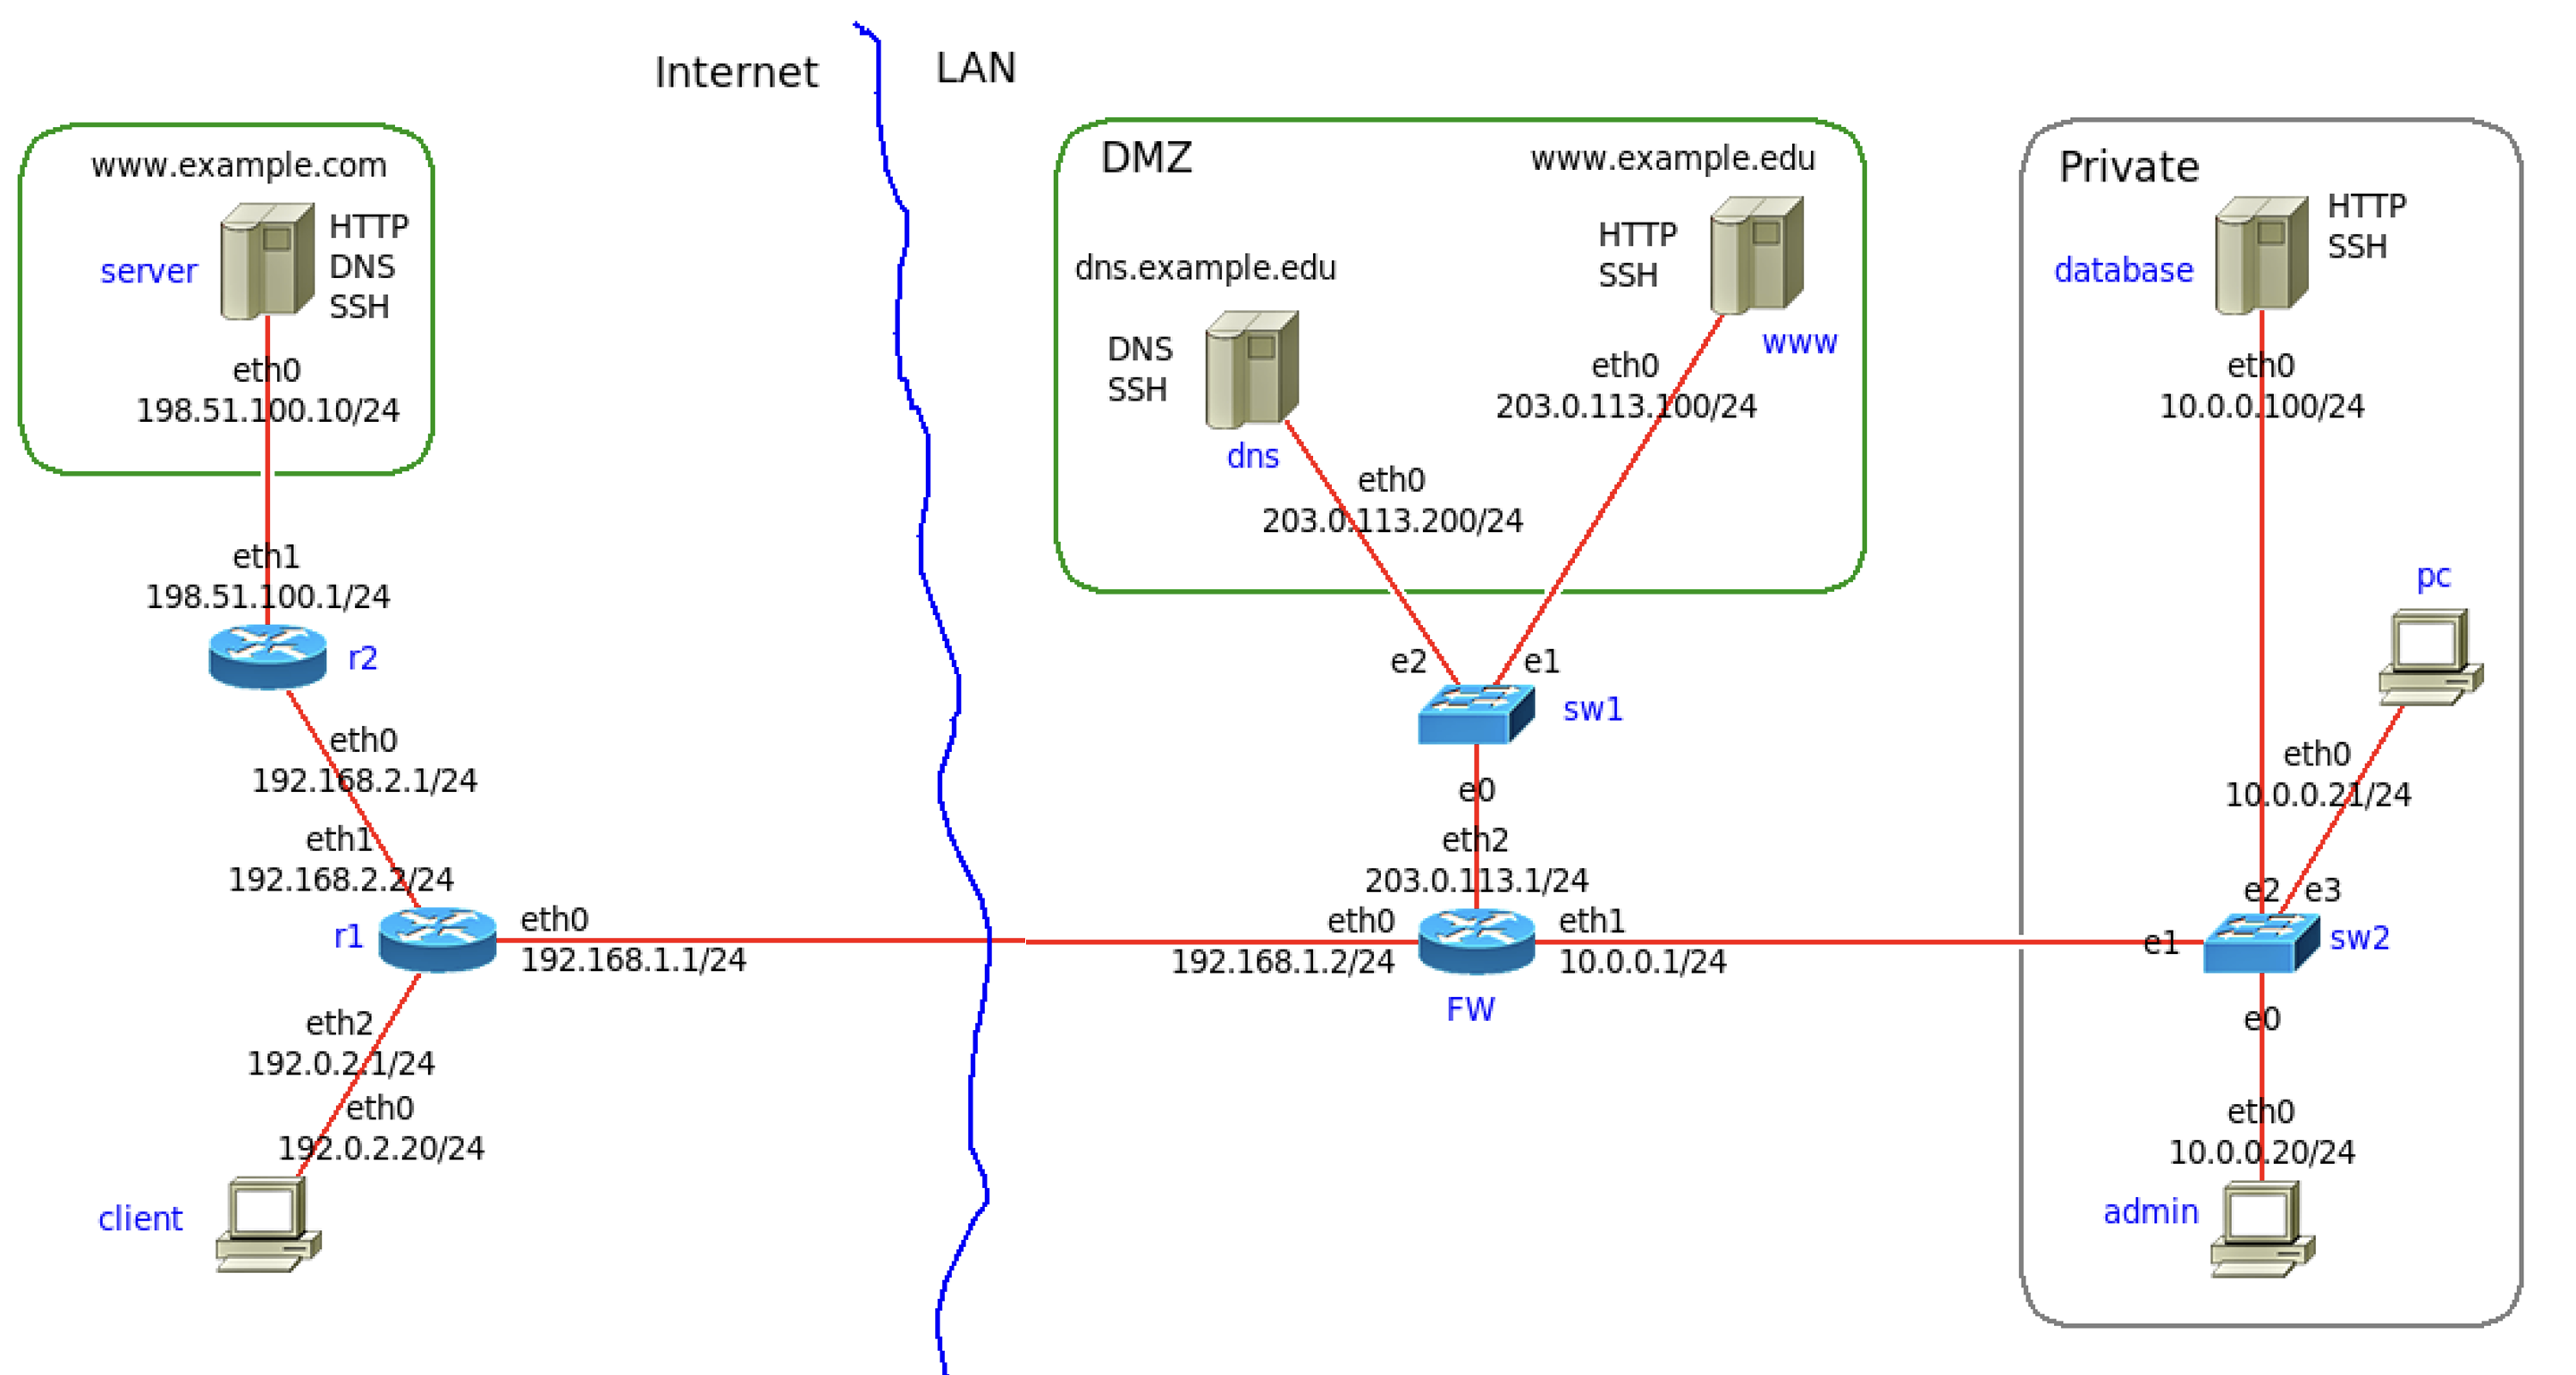 Internet
LAN
www.example.com
server
HTTP
DNS
SSH
eth0
198.51.100.10/24
eth1
198.51.100.1/24
r2
eth0
192.168.2.1/24
eth1
192.168.2.2/24
r1
eth0
192.168.1.1/24
eth2
192.0.2.1/24
eth0
192.0.2.20/24
client
DMZ
www.example.edu
HTTP
SSH
www
dns.example.edu
DNS
SSH
dns
eth0
203.0.113.100/24
eth0
203.0.113.200/24
e2
e1
sw1
e0
eth2
203.0.113.1/24
eth0
192.168.1.2/24
eth1
10.0.0.1/24
FW
Private
HTTP
SSH
database
eth0
10.0.0.100/24
pc
eth0
10.0.0.21/24
e2
e3
e1
sw2
e0
eth0
10.0.0.20/24
admin